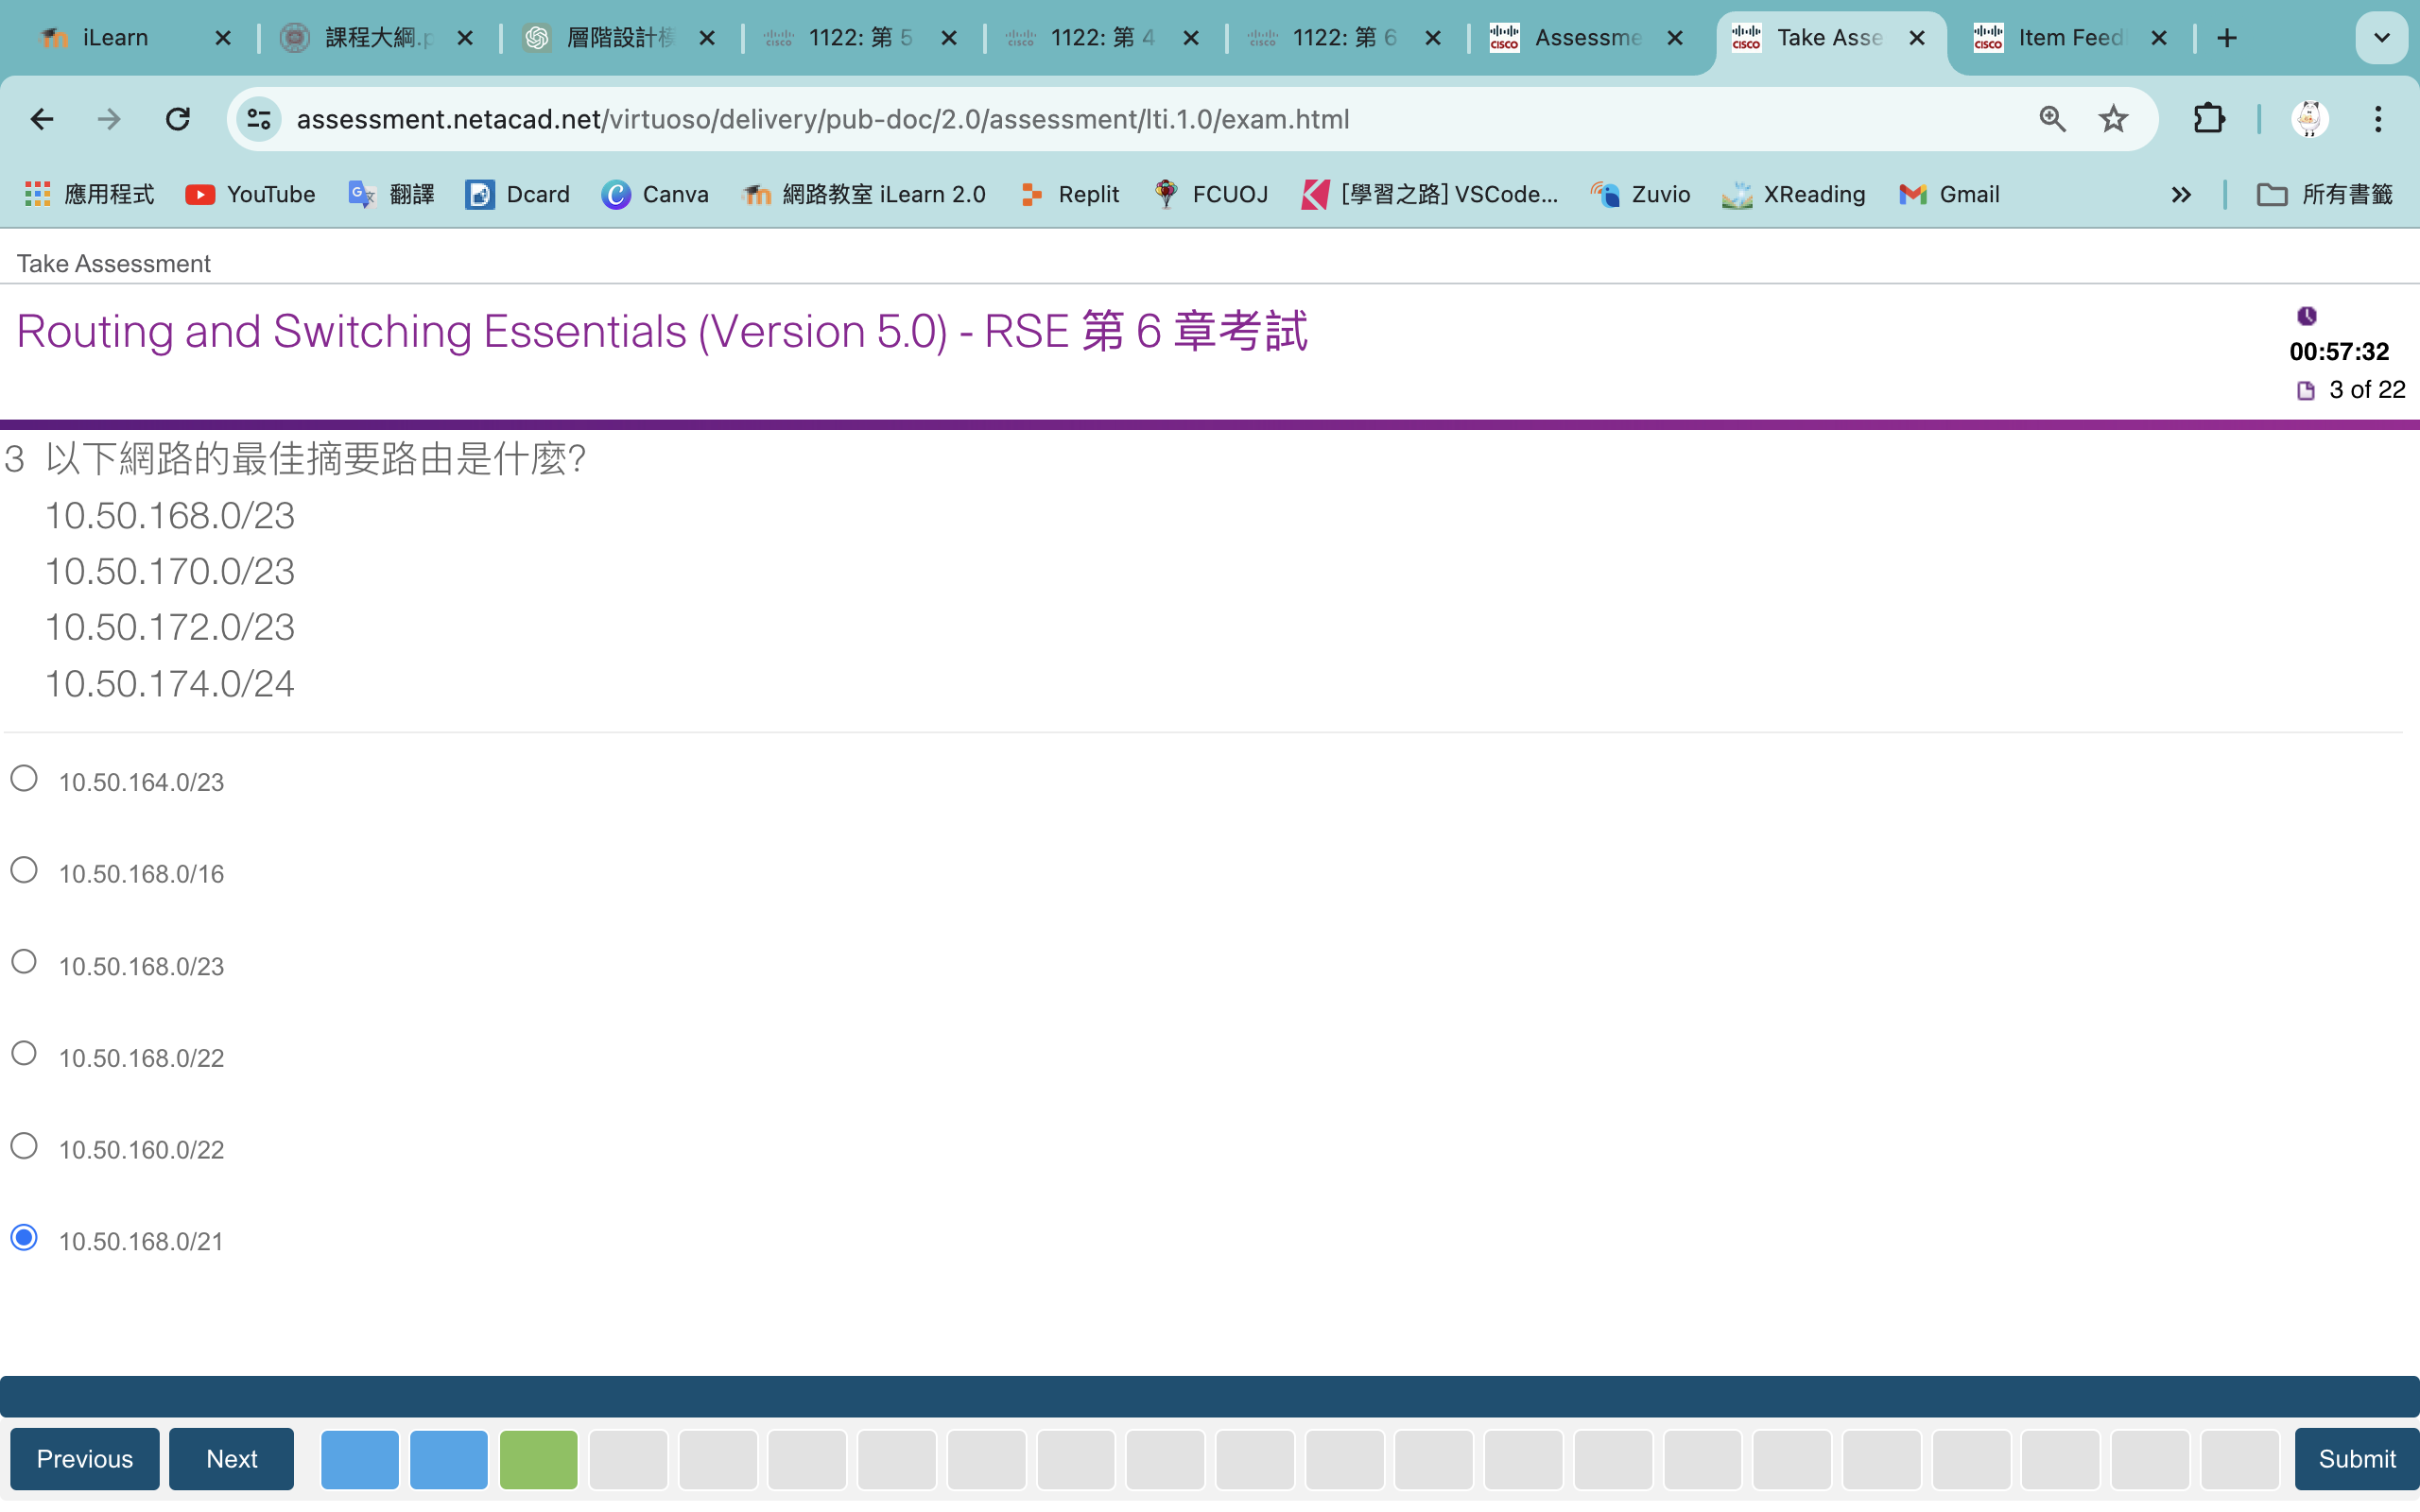 iLearn
課程大綱.p
層階設計模
1122: 第 5
1122: 第 4
1122: 第 6
Assessme
Take Asse
Item Feed
assessment.netacad.net/virtuoso/delivery/pub-doc/2.0/assessment/lti.1.0/exam.html
應用程式
YouTube
翻譯
Dcard
Canva
網路教室 iLearn 2.0
Replit
FCUOJ
[學習之路] VSCode...
Zuvio
XReading
Gmail
所有書籤
Take Assessment
Routing and Switching Essentials (Version 5.0) - RSE 第 6 章考試
00:57:32
3 of 22
3 以下網路的最佳摘要路由是什麼?
10.50.168.0/23
10.50.170.0/23
10.50.172.0/23
10.50.174.0/24
10.50.164.0/23
10.50.168.0/16
10.50.168.0/23
10.50.168.0/22
10.50.160.0/22
10.50.168.0/21
Previous
Next
Submit